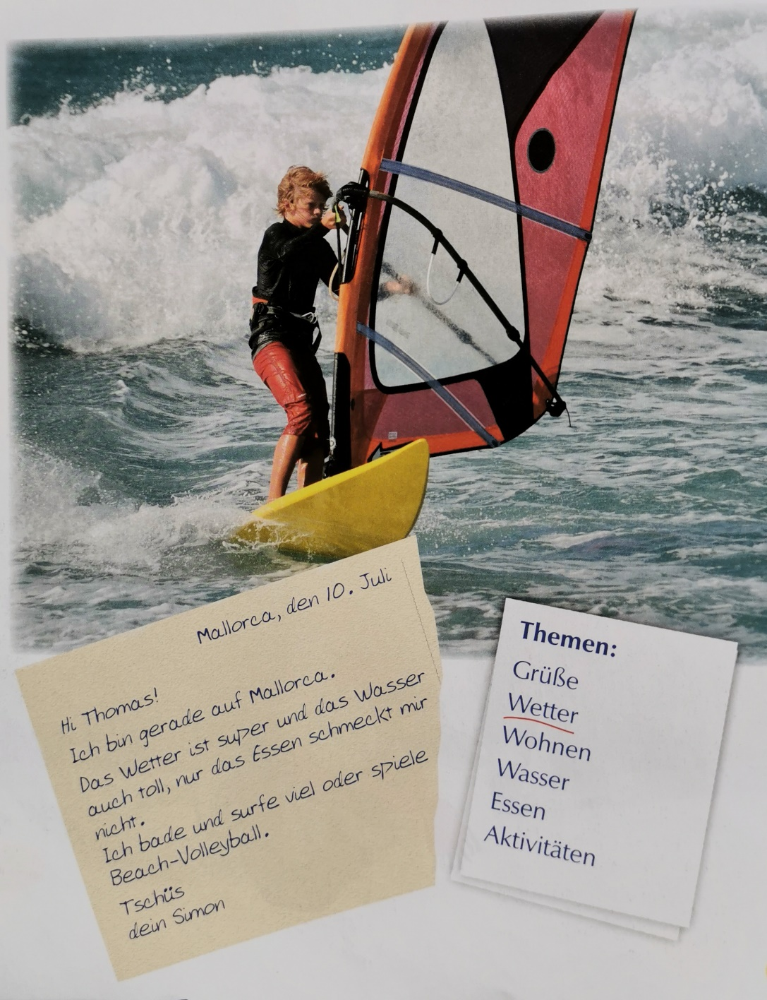 Mallorca, den 10. Juli
Hi Thomas!
Ich bin gerade auf Mallorca.
Das Wetter ist super und das Wasser
auch toll, nur das Essen schmeckt mir
nicht.
Ich bade und surfe viel oder spiele
Beach-Volleyball.
Tschüs
dein Simon
Themen:
Grüße
Wetter
Wohnen
Wasser
Essen
Aktivitäten